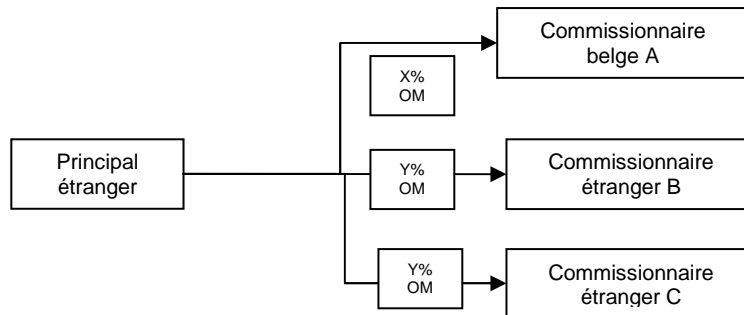 Commissionnaire
belge A
X%
OM
Principal
étranger
Y%
OM
Commissionnaire
étranger B
Y%
OM
Commissionnaire
étranger C